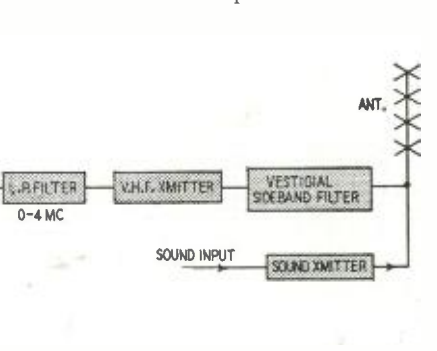 ANT.
L.P. FILTER
V.H.F. XMITTER
VESTIGIAL
SIDEBAND FILTER
0-4 MC
SOUND INPUT
SOUND XMITTER